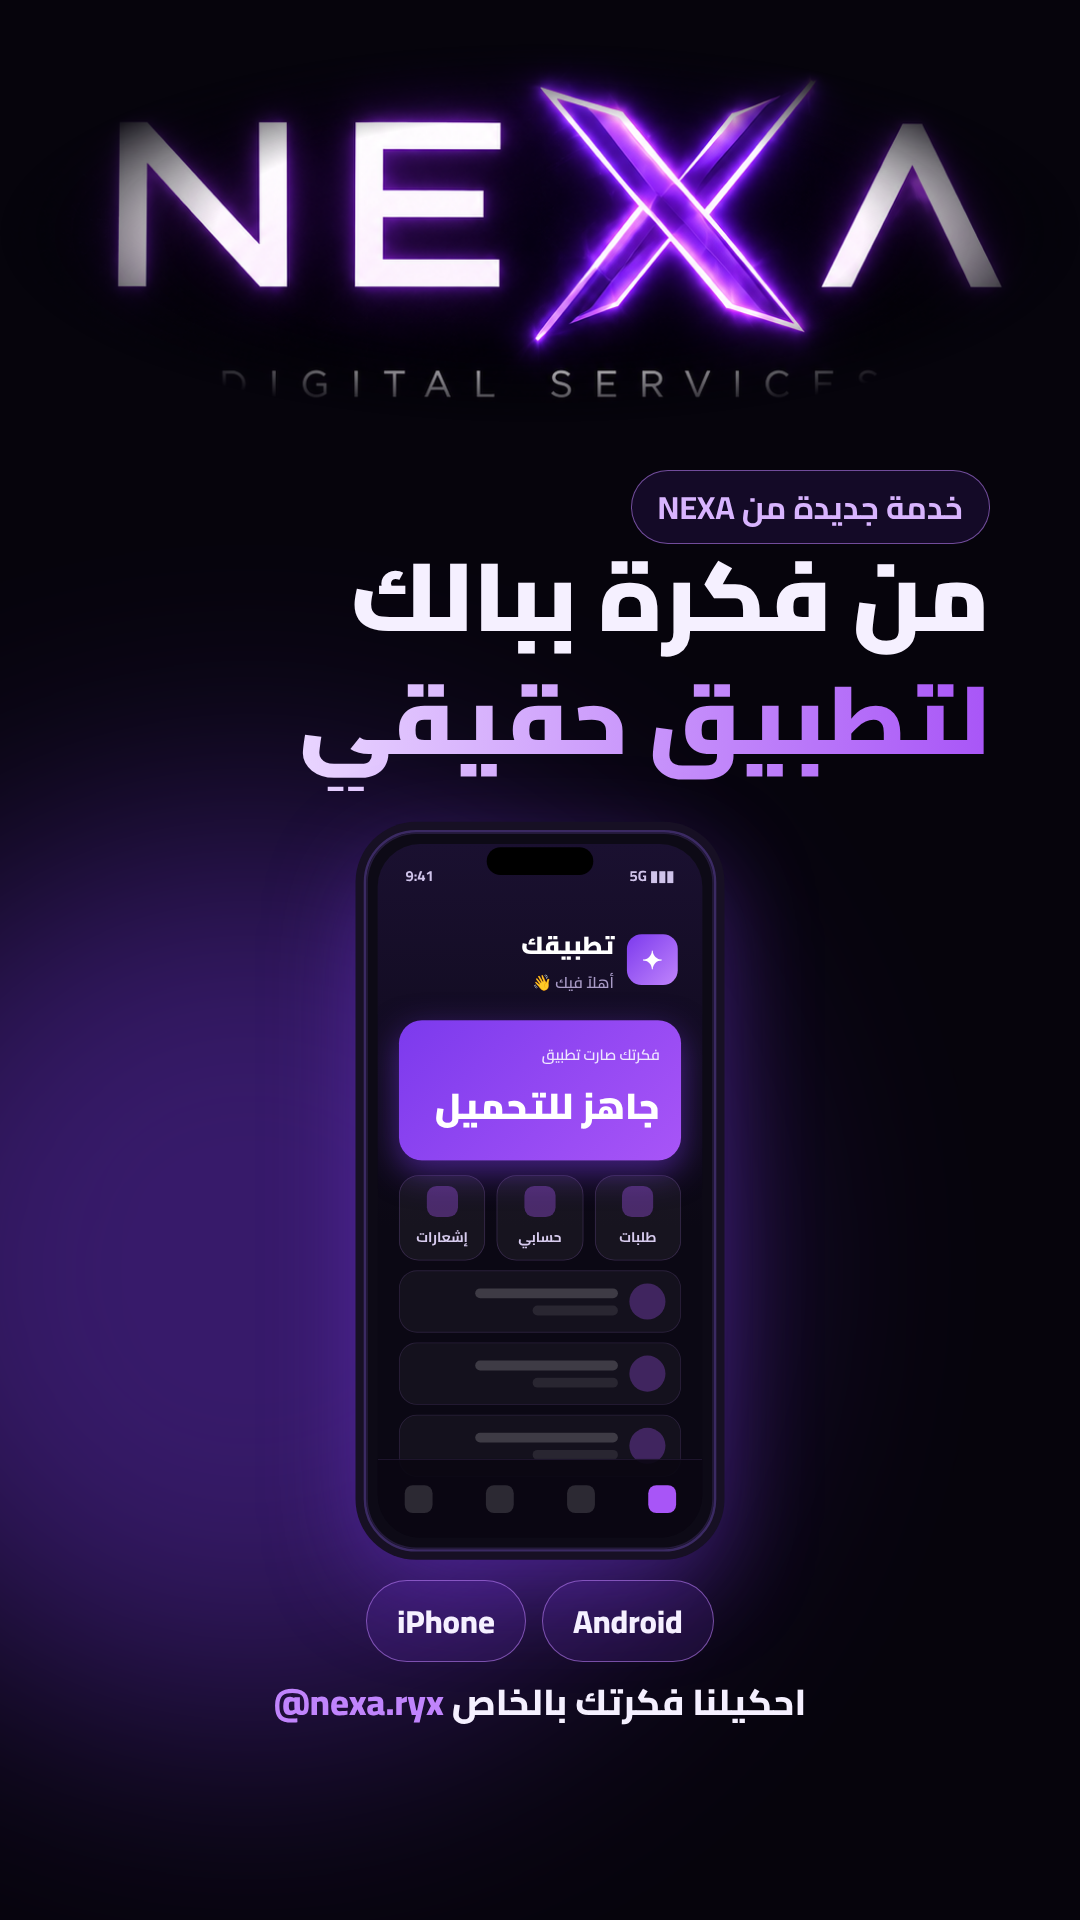 NEXA
DIGITAL SERVICES
خدمة جديدة من NEXA
من فكرة ببالك
لتطبيق حقيقي
9:41 5G
تطبيقك
أهلاً فيك 👋
فكرتك صارت تطبيق
جاهز للتحميل
طلبات حسابي إشعارات
iPhone Android
احكيلنا فكرتك بالخاص @nexa.ryx